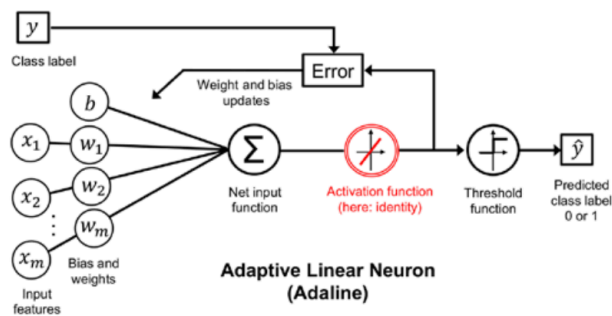 y
Class label
Error
Weight and bias
updates
b
x₁
w₁
x₂
w₂
⋮
wₘ
xₘ
Σ
Net input
function
Activation function
(here: identity)
Threshold
function
ŷ
Predicted
class label
0 or 1
Bias and
weights
Input
features
Adaptive Linear Neuron
(Adaline)